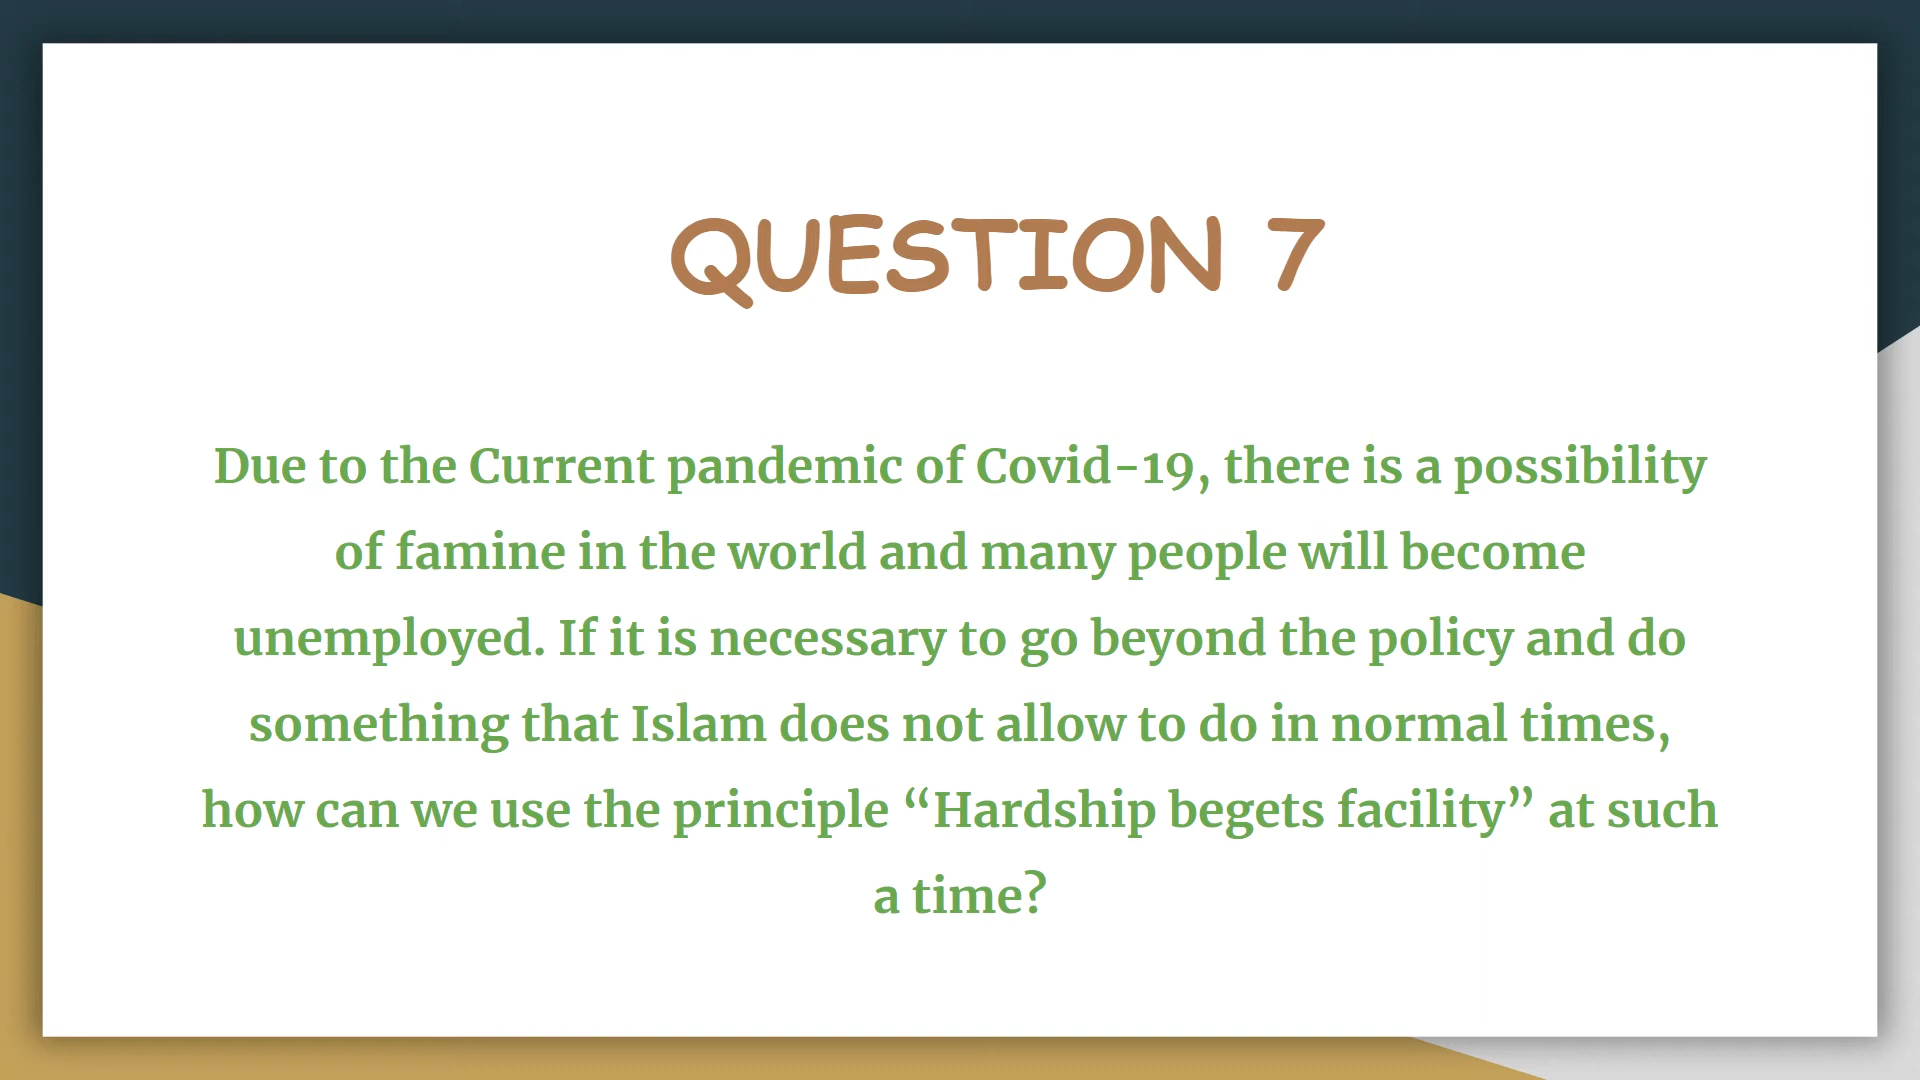 QUESTION 7
Due to the Current pandemic of Covid-19, there is a possibility
of famine in the world and many people will become
unemployed. If it is necessary to go beyond the policy and do
something that Islam does not allow to do in normal times,
how can we use the principle “Hardship begets facility” at such
a time?